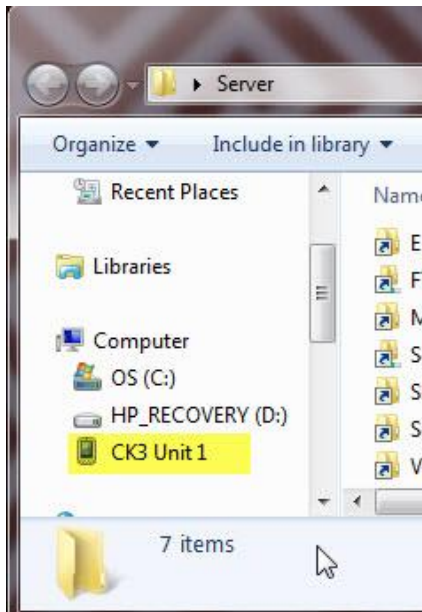 Server
Organize
Include in library
Recent Places
Name
Libraries
Computer
OS (C:)
HP_RECOVERY (D:)
CK3 Unit 1
E
F
M
S
S
S
V
7 items